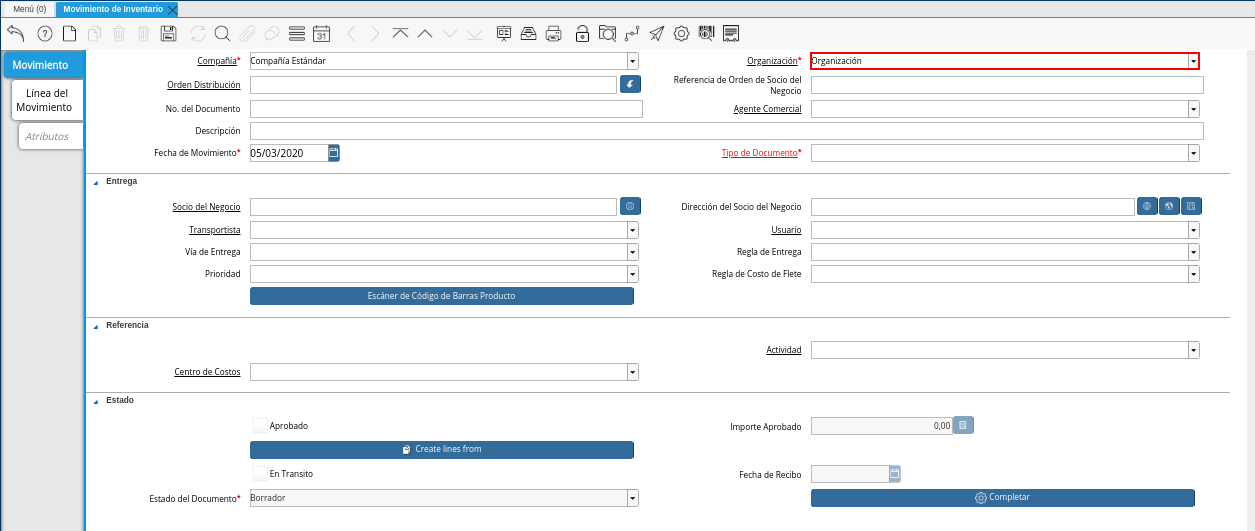 Menú (0)
Movimiento de Inventario
31
Movimiento
Línea del
Movimiento
Atributos
Compañía*
Compañía Estándar
Organización*
Organización
Orden Distribución
Referencia de Orden de Socio del
Negocio
No. del Documento
Agente Comercial
Descripción
Fecha de Movimiento*
05/03/2020
Tipo de Documento*
Entrega
Socio del Negocio
Dirección del Socio del Negocio
Transportista
Usuario
Vía de Entrega
Regla de Entrega
Prioridad
Regla de Costo de Flete
Escáner de Código de Barras Producto
Referencia
Actividad
Centro de Costos
Estado
Aprobado
Importe Aprobado
0,00
Create lines from
En Transito
Fecha de Recibo
Estado del Documento*
Borrador
Completar